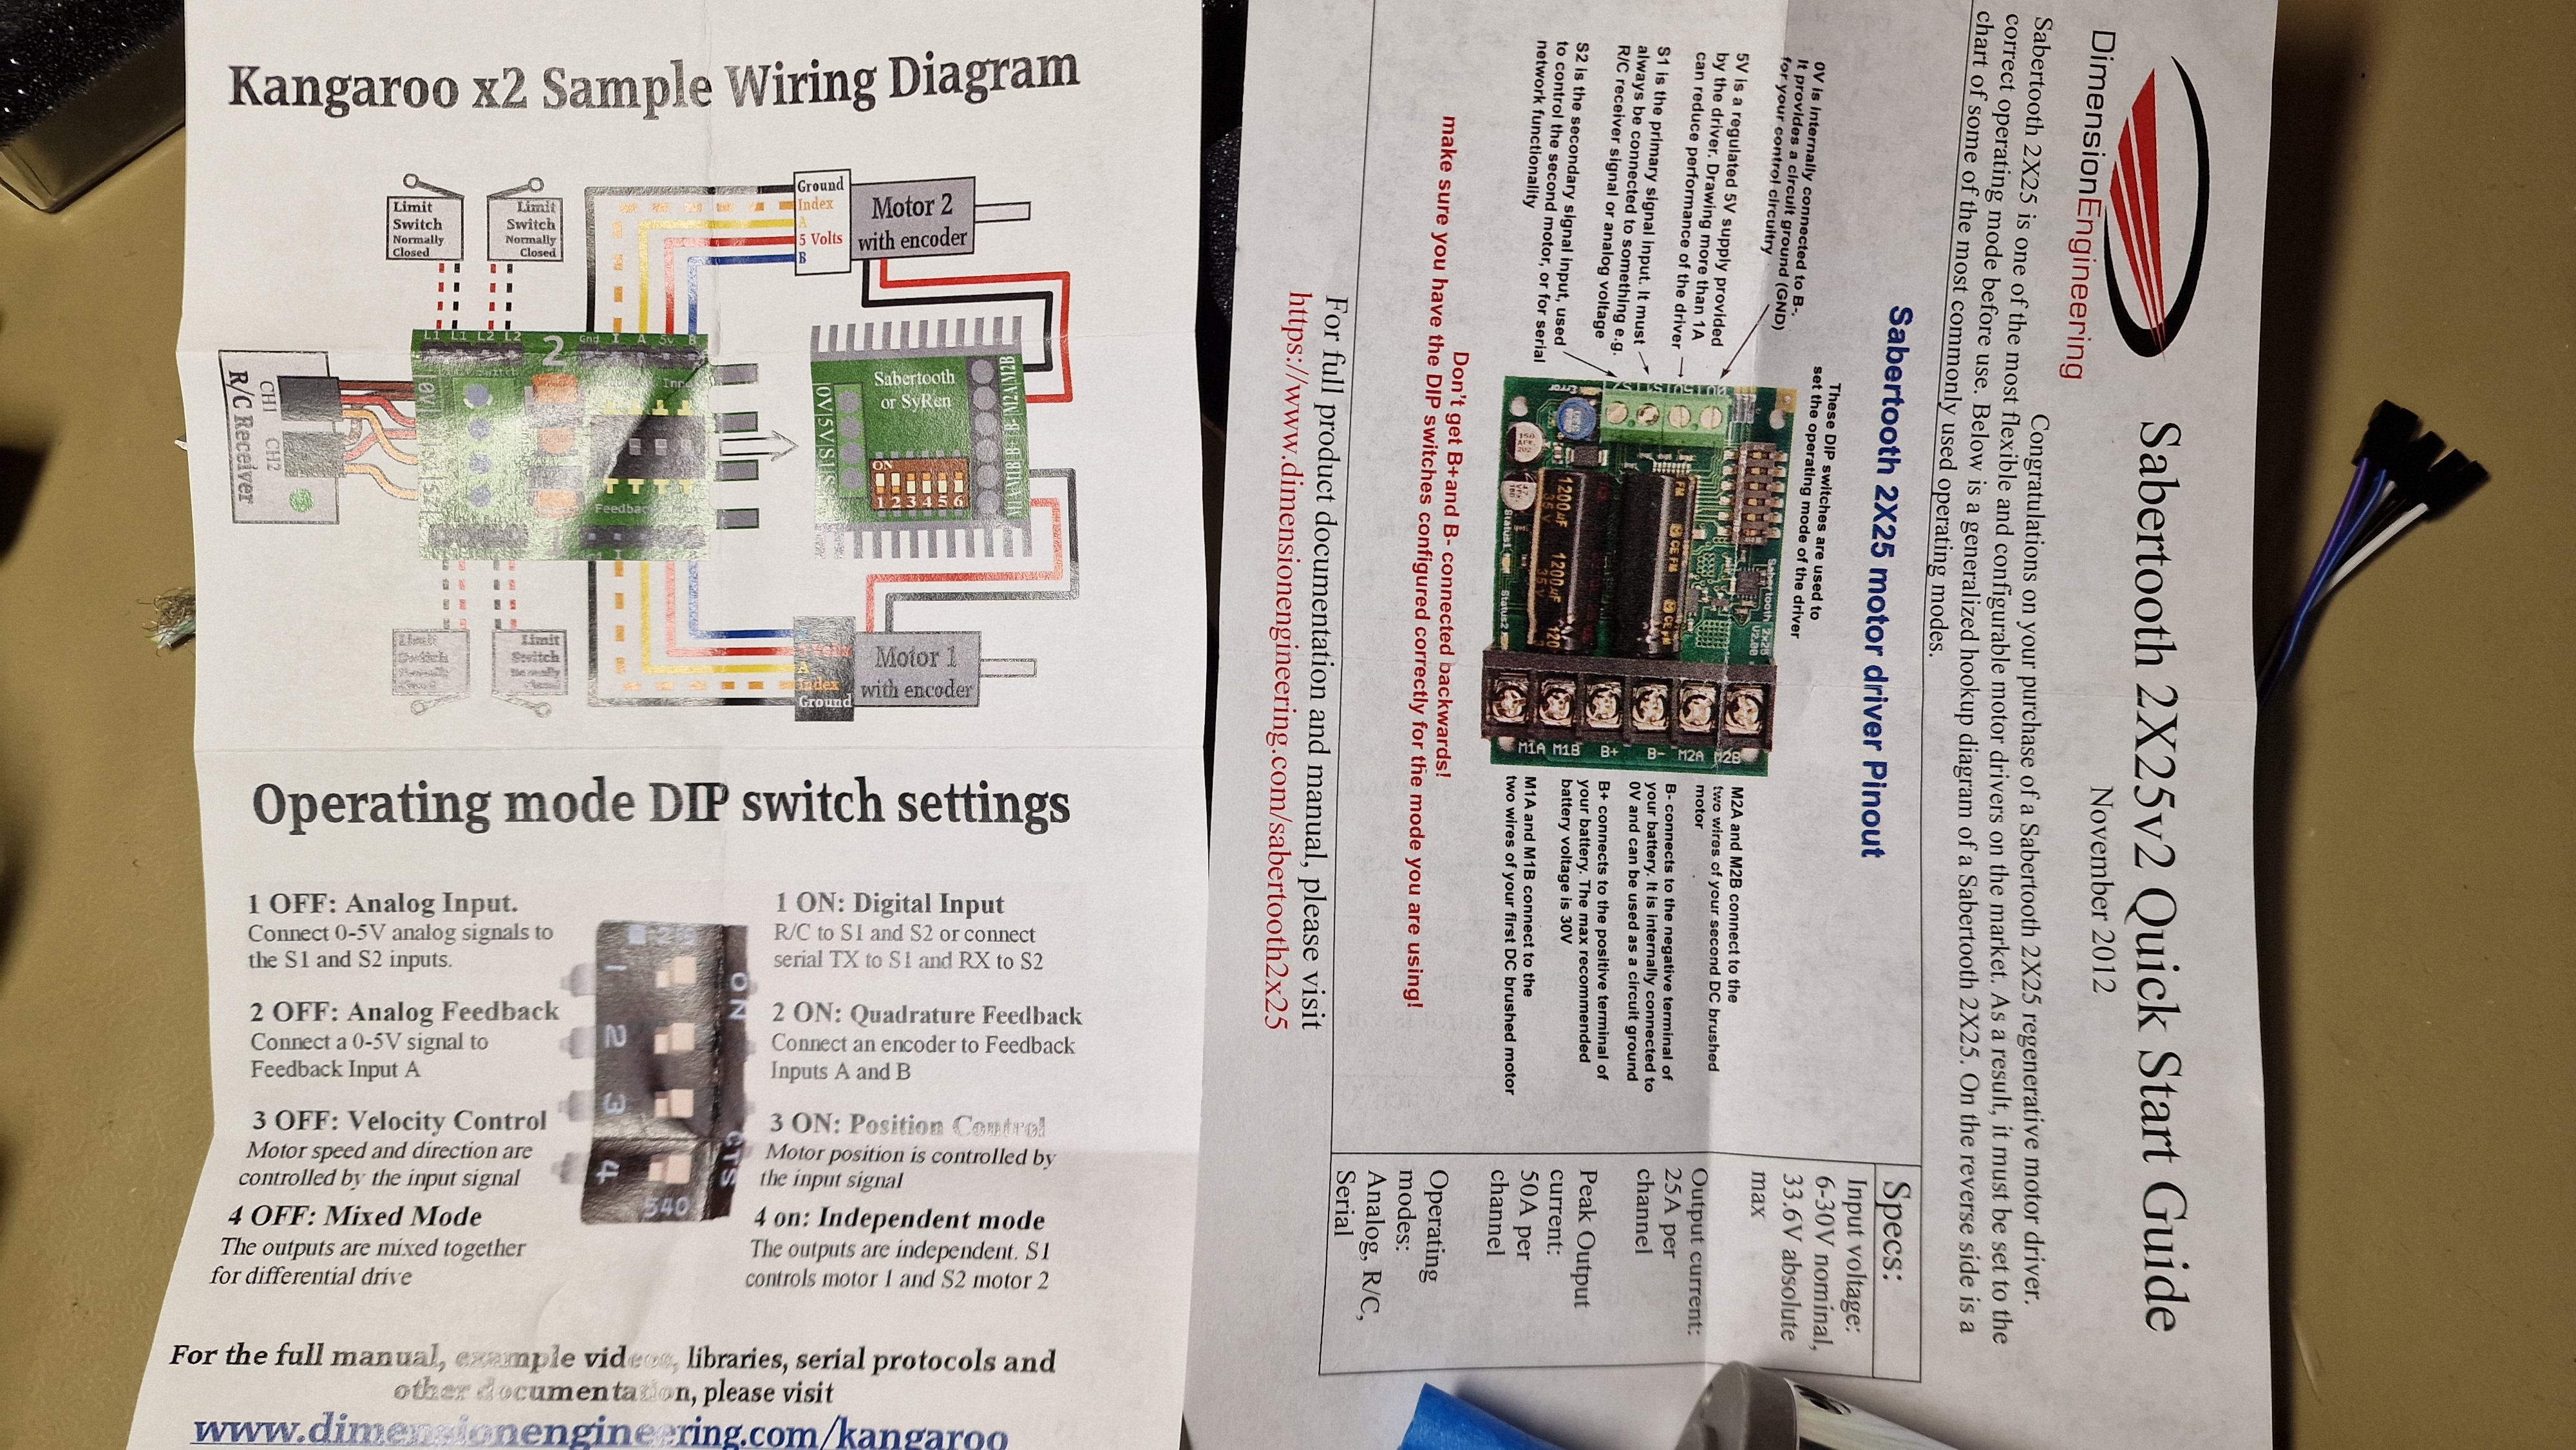 Kangaroo x2 Sample Wiring Diagram
Limit
Switch
Normally
Closed
Limit
Switch
Normally
Closed
Ground
Index
A
5 Volts
B
Motor 2
with encoder
L1 L1 L2 L2
2
Gnd I A 5v B
R/C Receiver
CH1 CH2
Feedback
Sabertooth
or SyRen
0V 5V S1 S2
ON
1 2 3 4 5 6
Limit
Switch
Limit
Switch
A
Index
Ground
Motor 1
with encoder
Operating mode DIP switch settings
1 OFF: Analog Input.
Connect 0-5V analog signals to
the S1 and S2 inputs.
2 OFF: Analog Feedback
Connect a 0-5V signal to
Feedback Input A
3 OFF: Velocity Control
Motor speed and direction are
controlled by the input signal
4 OFF: Mixed Mode
The outputs are mixed together
for differential drive
1 2 3 4
ON
CTS
540
1 ON: Digital Input
R/C to S1 and S2 or connect
serial TX to S1 and RX to S2
2 ON: Quadrature Feedback
Connect an encoder to Feedback
Inputs A and B
3 ON: Position Control
Motor position is controlled by
the input signal
4 on: Independent mode
The outputs are independent. S1
controls motor 1 and S2 motor 2
For the full manual, example videos, libraries, serial protocols and
other documentation, please visit
www.dimensionengineering.com/kangaroo
DimensionEngineering
Sabertooth 2X25v2 Quick Start Guide
November 2012
Congratulations on your purchase of a Sabertooth 2X25 regenerative motor driver.
Sabertooth 2X25 is one of the most flexible and configurable motor drivers on the market. As a result, it must be set to the
correct operating mode before use. Below is a generalized hookup diagram of a Sabertooth 2X25. On the reverse side is a
chart of some of the most commonly used operating modes.
Sabertooth 2X25 motor driver Pinout
These DIP switches are used to
set the operating mode of the driver
0V is internally connected to B-.
It provides a circuit ground (GND)
for your control circuitry
5V is a regulated 5V supply provided
by the driver. Drawing more than 1A
can reduce performance of the driver
S1 is the primary signal input. It must
always be connected to something e.g.
R/C receiver signal or analog voltage
S2 is the secondary signal input, used
to control the second motor, or for serial
network functionality
Error
Sabertooth 2x25
V2.00
1200µF
35V
1200µF
35V
Status1
Status2
M1A M1B B+ B- M2A M2B
M2A and M2B connect to the
two wires of your second DC brushed
motor
B- connects to the negative terminal of
your battery. It is internally connected to
0V and can be used as a circuit ground
B+ connects to the positive terminal of
your battery. The max recommended
battery voltage is 30V
M1A and M1B connect to the
two wires of your first DC brushed motor
Don't get B+ and B- connected backwards!
make sure you have the DIP switches configured correctly for the mode you are using!
For full product documentation and manual, please visit
https://www.dimensionengineering.com/sabertooth2x25
Specs:
Input voltage:
6-30V nominal,
33.6V absolute
max
Output current:
25A per
channel
Peak Output
current:
50A per
channel
Operating
modes:
Analog, R/C,
Serial